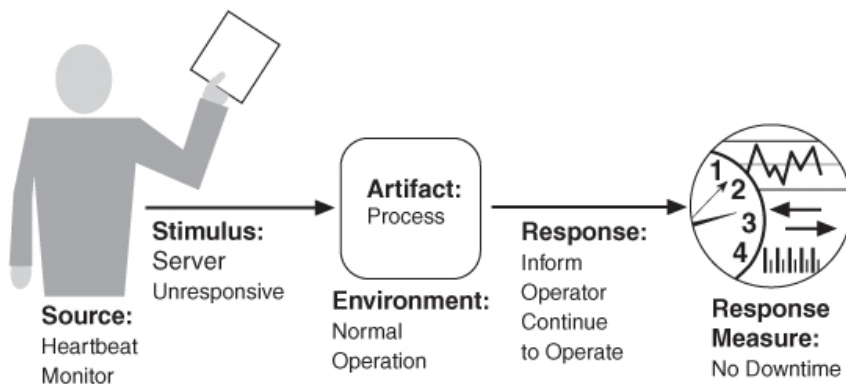 Source:
Heartbeat
Monitor
Stimulus:
Server
Unresponsive
Artifact:
Process
Environment:
Normal
Operation
Response:
Inform
Operator
Continue
to Operate
1
2
3
4
Response
Measure:
No Downtime